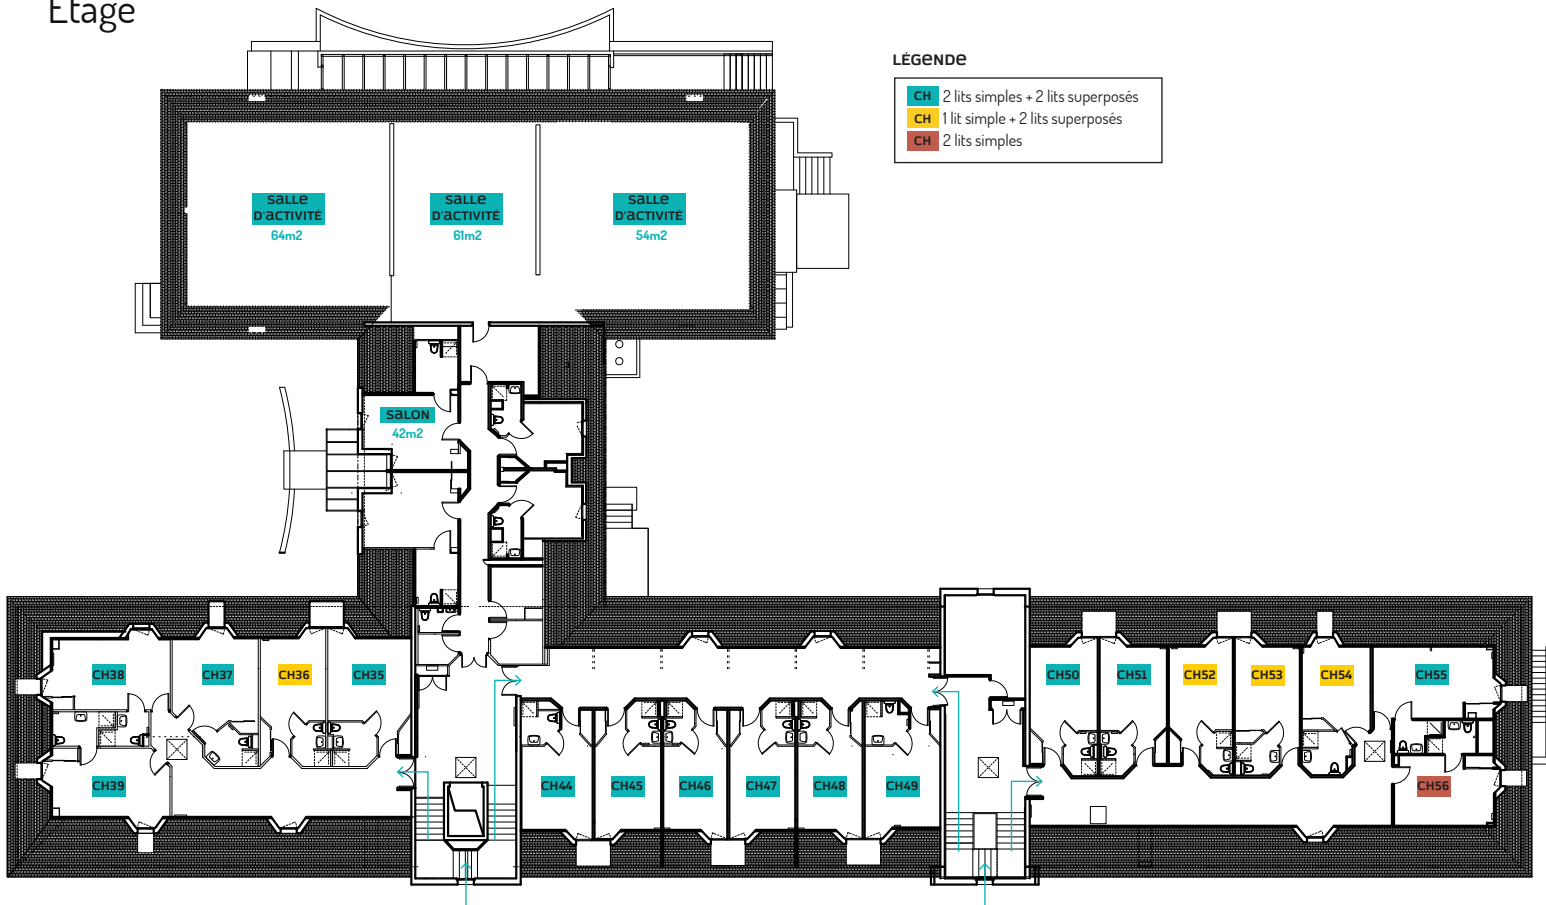 Etage
LÉGENDE
CH 2 lits simples + 2 lits superposés
CH 1 lit simple + 2 lits superposés
CH 2 lits simples
SALLE
D'ACTIVITÉ
64m2
SALLE
D'ACTIVITÉ
61m2
SALLE
D'ACTIVITÉ
54m2
SALON
42m2
CH38
CH37
CH36
CH35
CH50
CH51
CH52
CH53
CH54
CH55
CH39
CH44
CH45
CH46
CH47
CH48
CH49
CH56